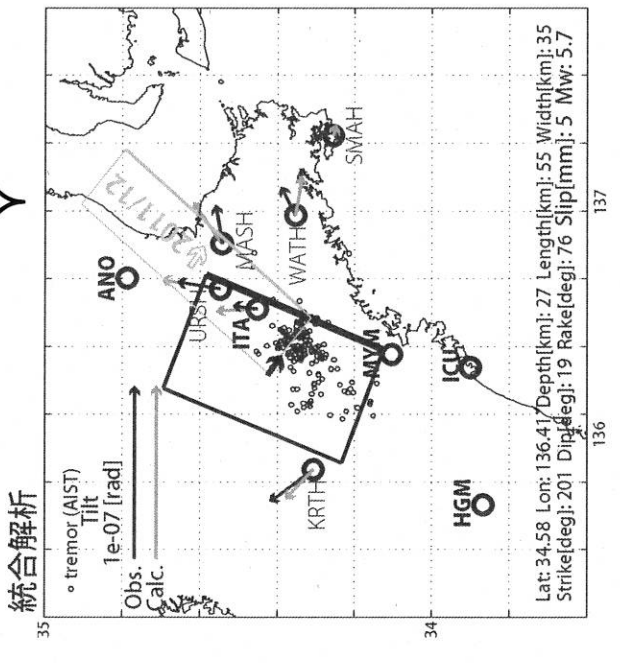 統合解析
tremor (AIST)
Tilt
1e-07 [rad]
Obs.
Calc.
35
34
136
137
ANO
URSH
ITA
MASH
@2011/12
WATH
SMAH
KRTH
MYM
ICU
HGM
Lat: 34.58 Lon: 136.41 Depth[km]: 27 Length[km]: 55 Width[km]: 35
Strike[deg]: 201 Dip[deg]: 19 Rake[deg]: 76 Slip[mm]: 5 Mw: 5.7